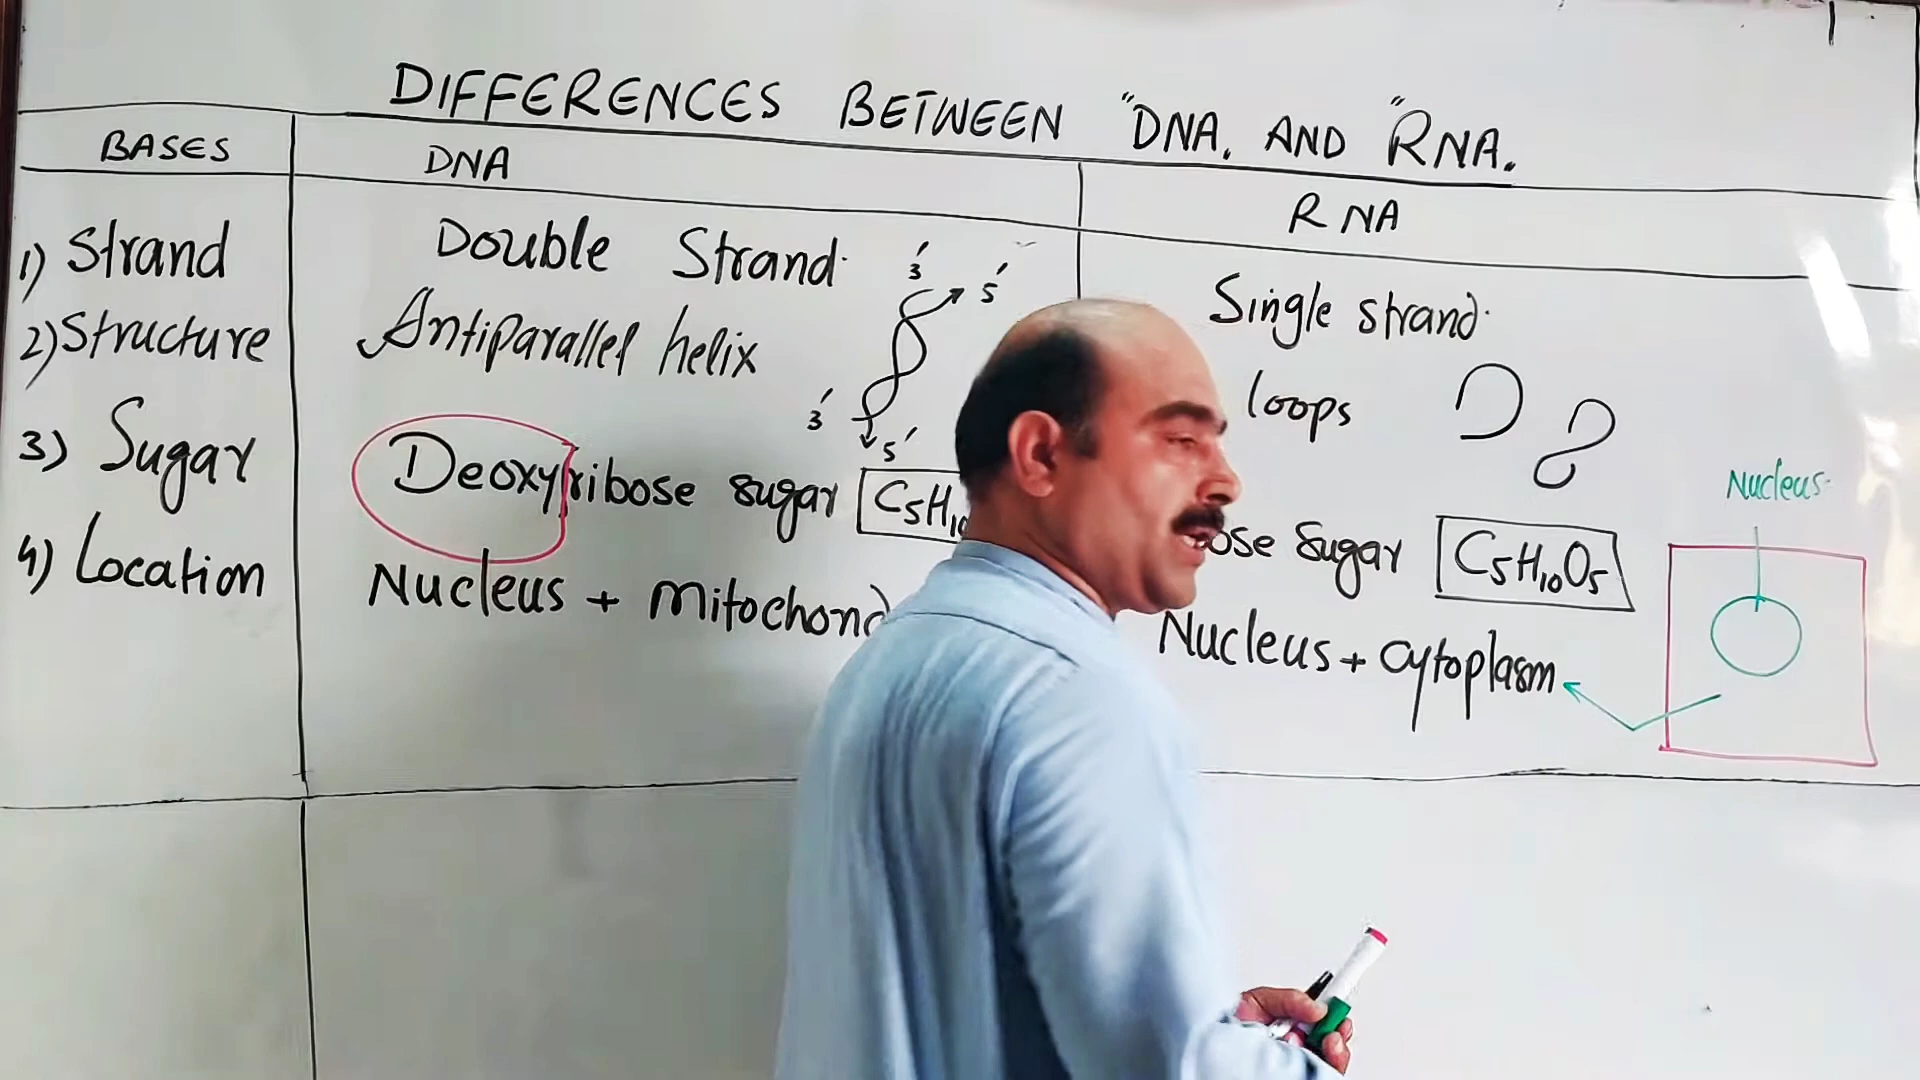 DIFFERENCES BETWEEN "DNA. AND "RNA.
BASES DNA RNA
1) Strand Double Strand. Single strand.
3′ 5′
2) Structure Antiparallel helix loops
3′ 5′
3) Sugar Deoxyribose sugar C5H10 ose Sugar C5H10O5
Nucleus.
4) Location Nucleus + Mitochond Nucleus + Cytoplasm